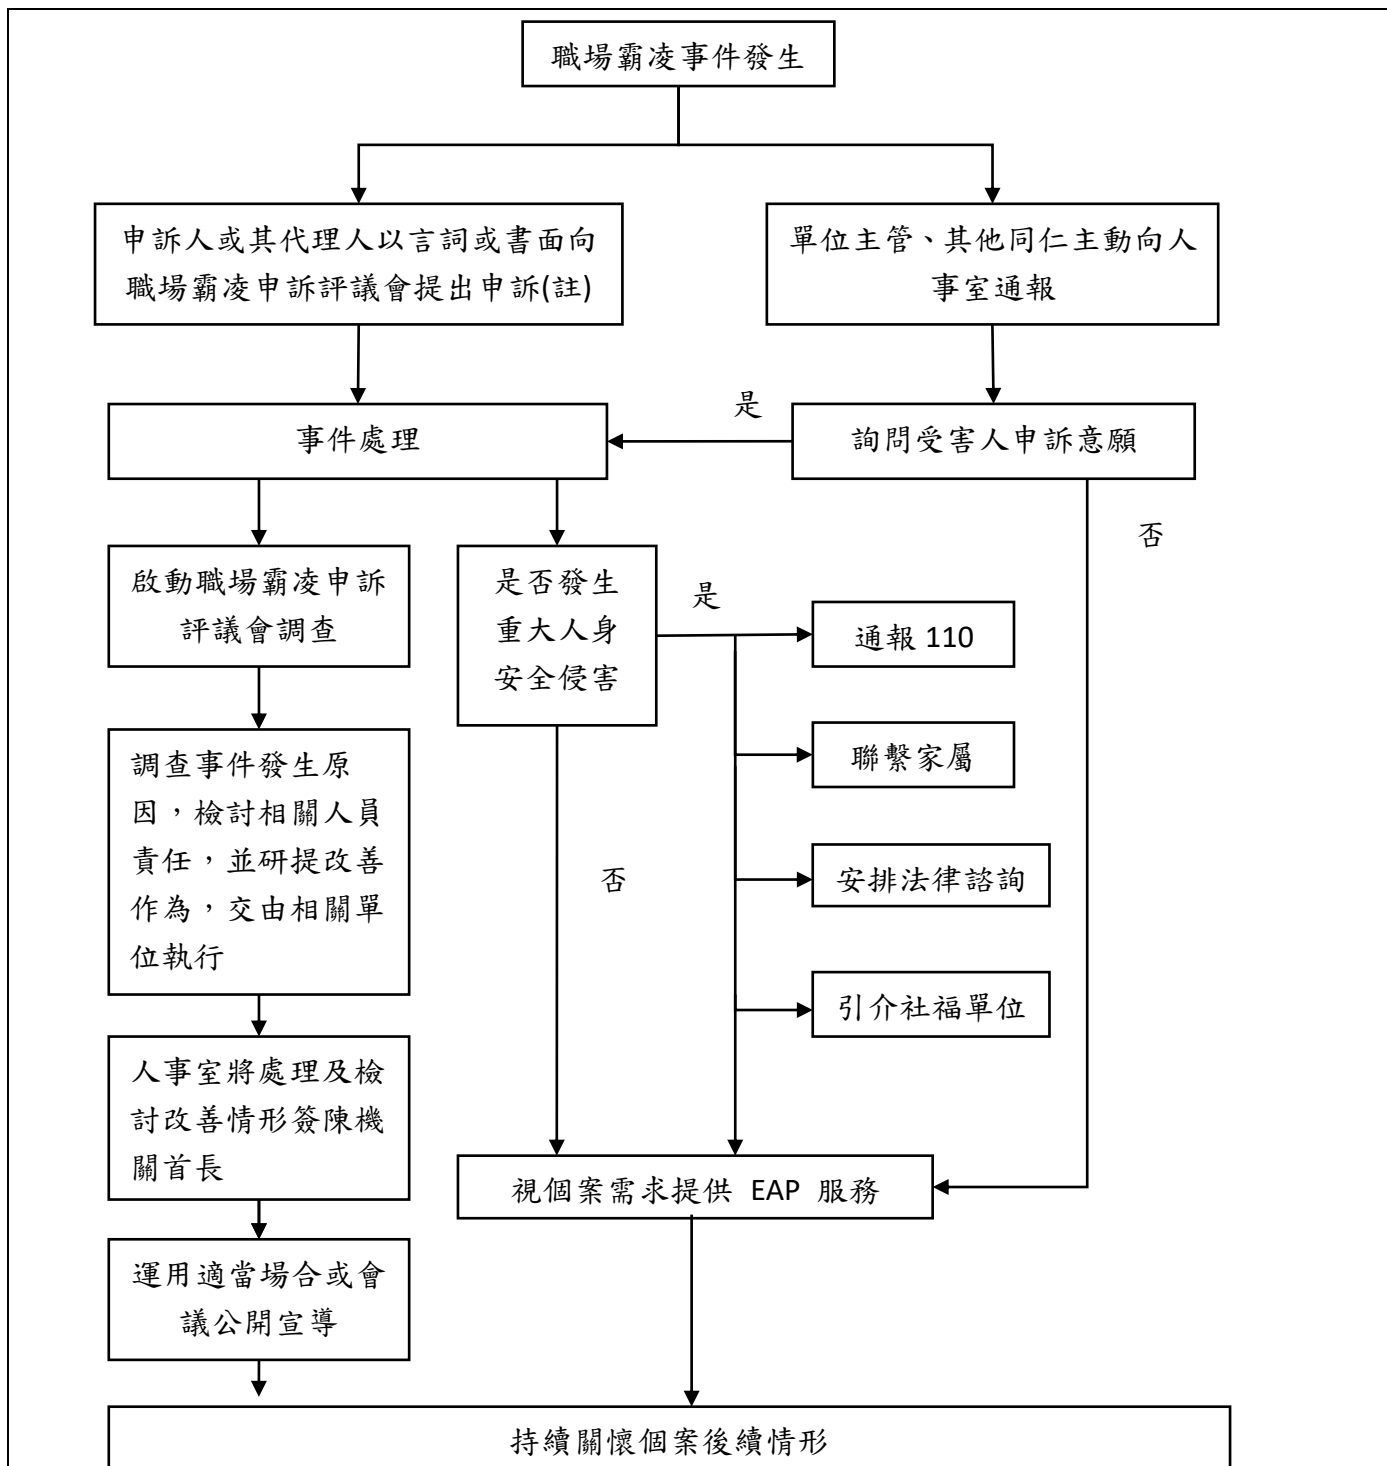 職場霸凌事件發生
申訴人或其代理人以言詞或書面向
職場霸凌申訴評議會提出申訴(註)
單位主管、其他同仁主動向人
事室通報
事件處理
是
詢問受害人申訴意願
否
啟動職場霸凌申訴
評議會調查
是否發生
重大人身
安全侵害
是
通報 110
聯繫家屬
安排法律諮詢
引介社福單位
調查事件發生原
因，檢討相關人員
責任，並研提改善
作為，交由相關單
位執行
否
人事室將處理及檢
討改善情形簽陳機
關首長
視個案需求提供 EAP 服務
運用適當場合或會
議公開宣導
持續關懷個案後續情形